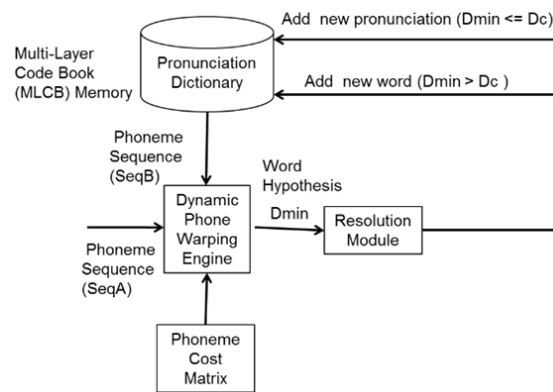 Add new pronunciation (Dmin <= Dc)
Multi-Layer
Code Book
(MLCB) Memory
Pronunciation
Dictionary
Add new word (Dmin > Dc )
Phoneme
Sequence
(SeqB)
Word
Hypothesis
Dmin
Dynamic
Phone
Warping
Engine
Resolution
Module
Phoneme
Sequence
(SeqA)
Phoneme
Cost
Matrix